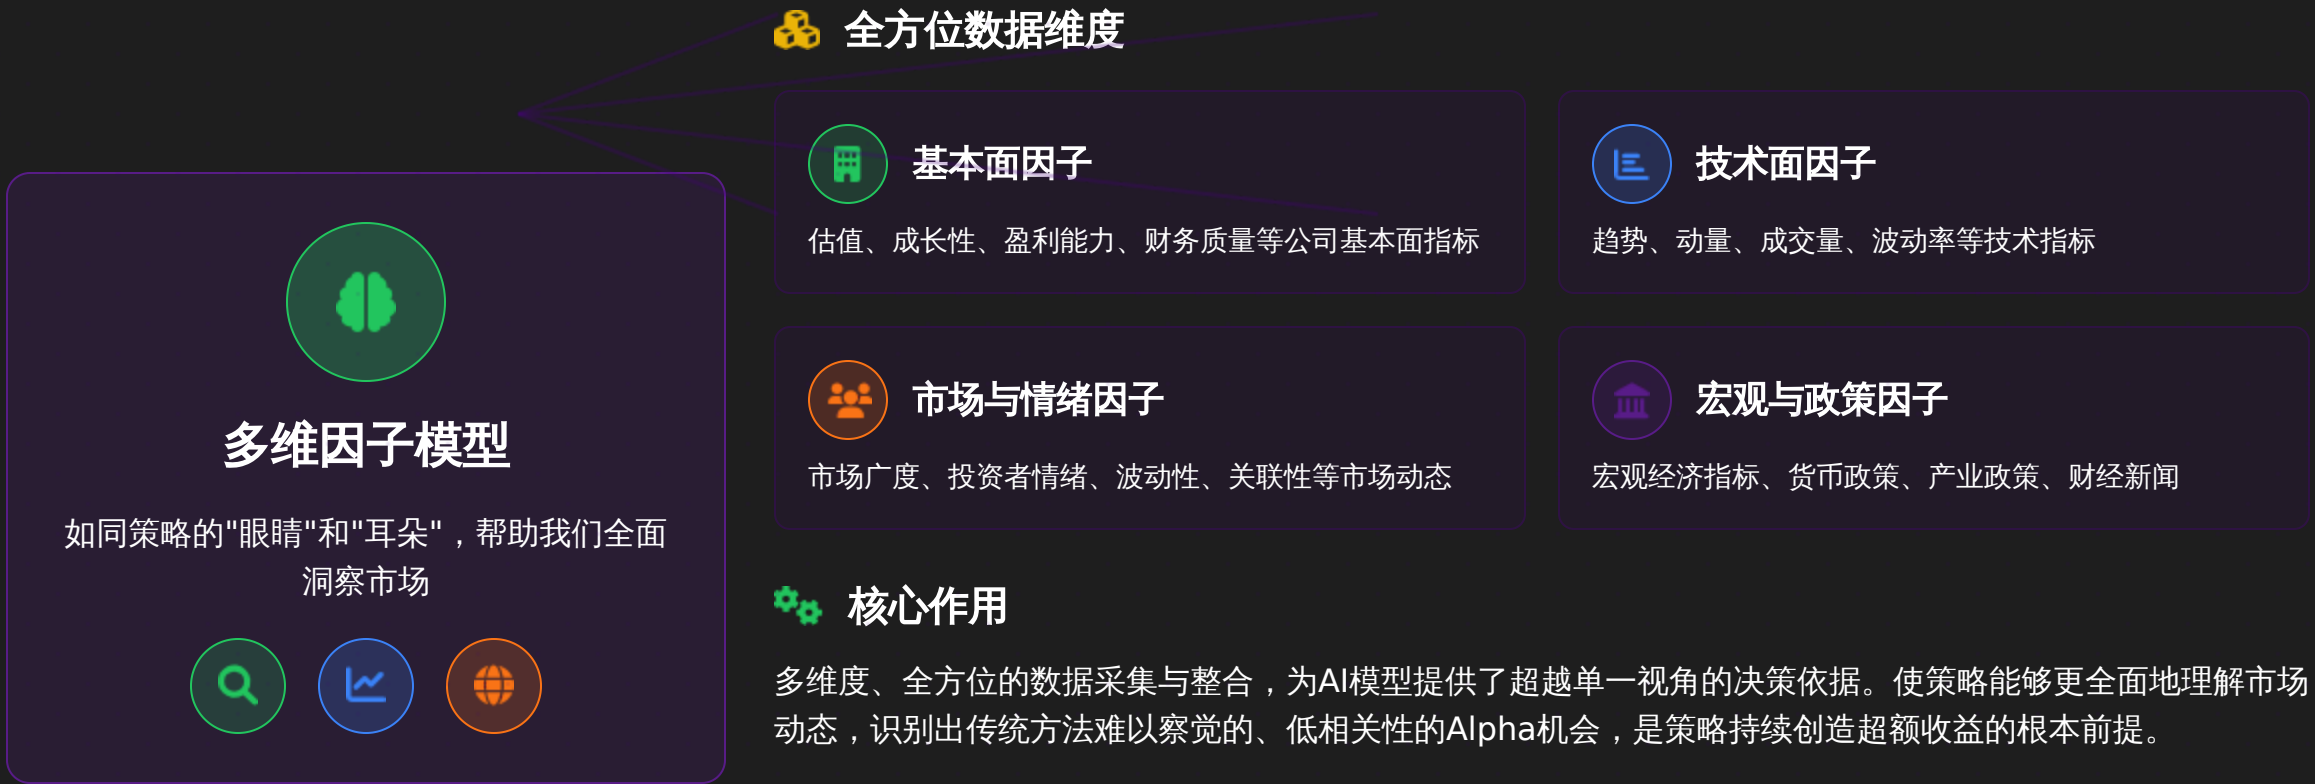 多维因子模型
如同策略的"眼睛"和"耳朵"，帮助我们全面
洞察市场
全方位数据维度
基本面因子
估值、成长性、盈利能力、财务质量等公司基本面指标
技术面因子
趋势、动量、成交量、波动率等技术指标
市场与情绪因子
市场广度、投资者情绪、波动性、关联性等市场动态
宏观与政策因子
宏观经济指标、货币政策、产业政策、财经新闻
核心作用
多维度、全方位的数据采集与整合，为AI模型提供了超越单一视角的决策依据。使策略能够更全面地理解市场
动态，识别出传统方法难以察觉的、低相关性的Alpha机会，是策略持续创造超额收益的根本前提。